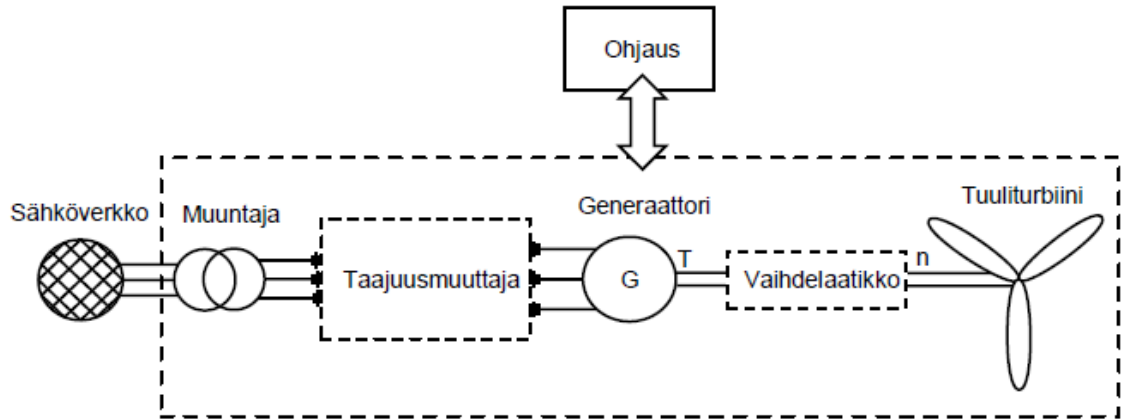 Ohjaus
Sähköverkko
Muuntaja
Generaattori
Tuuliturbiini
Taajuusmuuttaja
G
T
Vaihdelaatikko
n